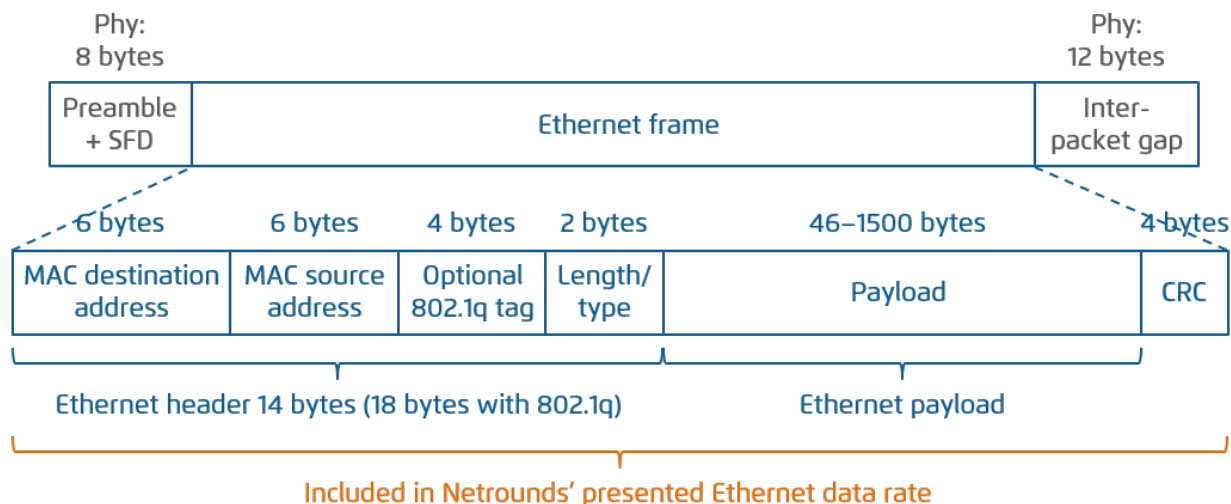 Phy:
8 bytes
Phy:
12 bytes
Preamble
+ SFD
Ethernet frame
Inter-
packet gap
6 bytes
6 bytes
4 bytes
2 bytes
46–1500 bytes
4 bytes
MAC destination
address
MAC source
address
Optional
802.1q tag
Length/
type
Payload
CRC
Ethernet header 14 bytes (18 bytes with 802.1q)
Ethernet payload
Included in Netrounds’ presented Ethernet data rate